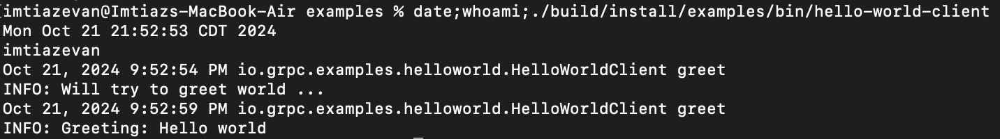 imtiazevan@Imtiazs-MacBook-Air examples % date;whoami;./build/install/examples/bin/hello-world-client
Mon Oct 21 21:52:53 CDT 2024
imtiazevan
Oct 21, 2024 9:52:54 PM io.grpc.examples.helloworld.HelloWorldClient greet
INFO: Will try to greet world ...
Oct 21, 2024 9:52:59 PM io.grpc.examples.helloworld.HelloWorldClient greet
INFO: Greeting: Hello world